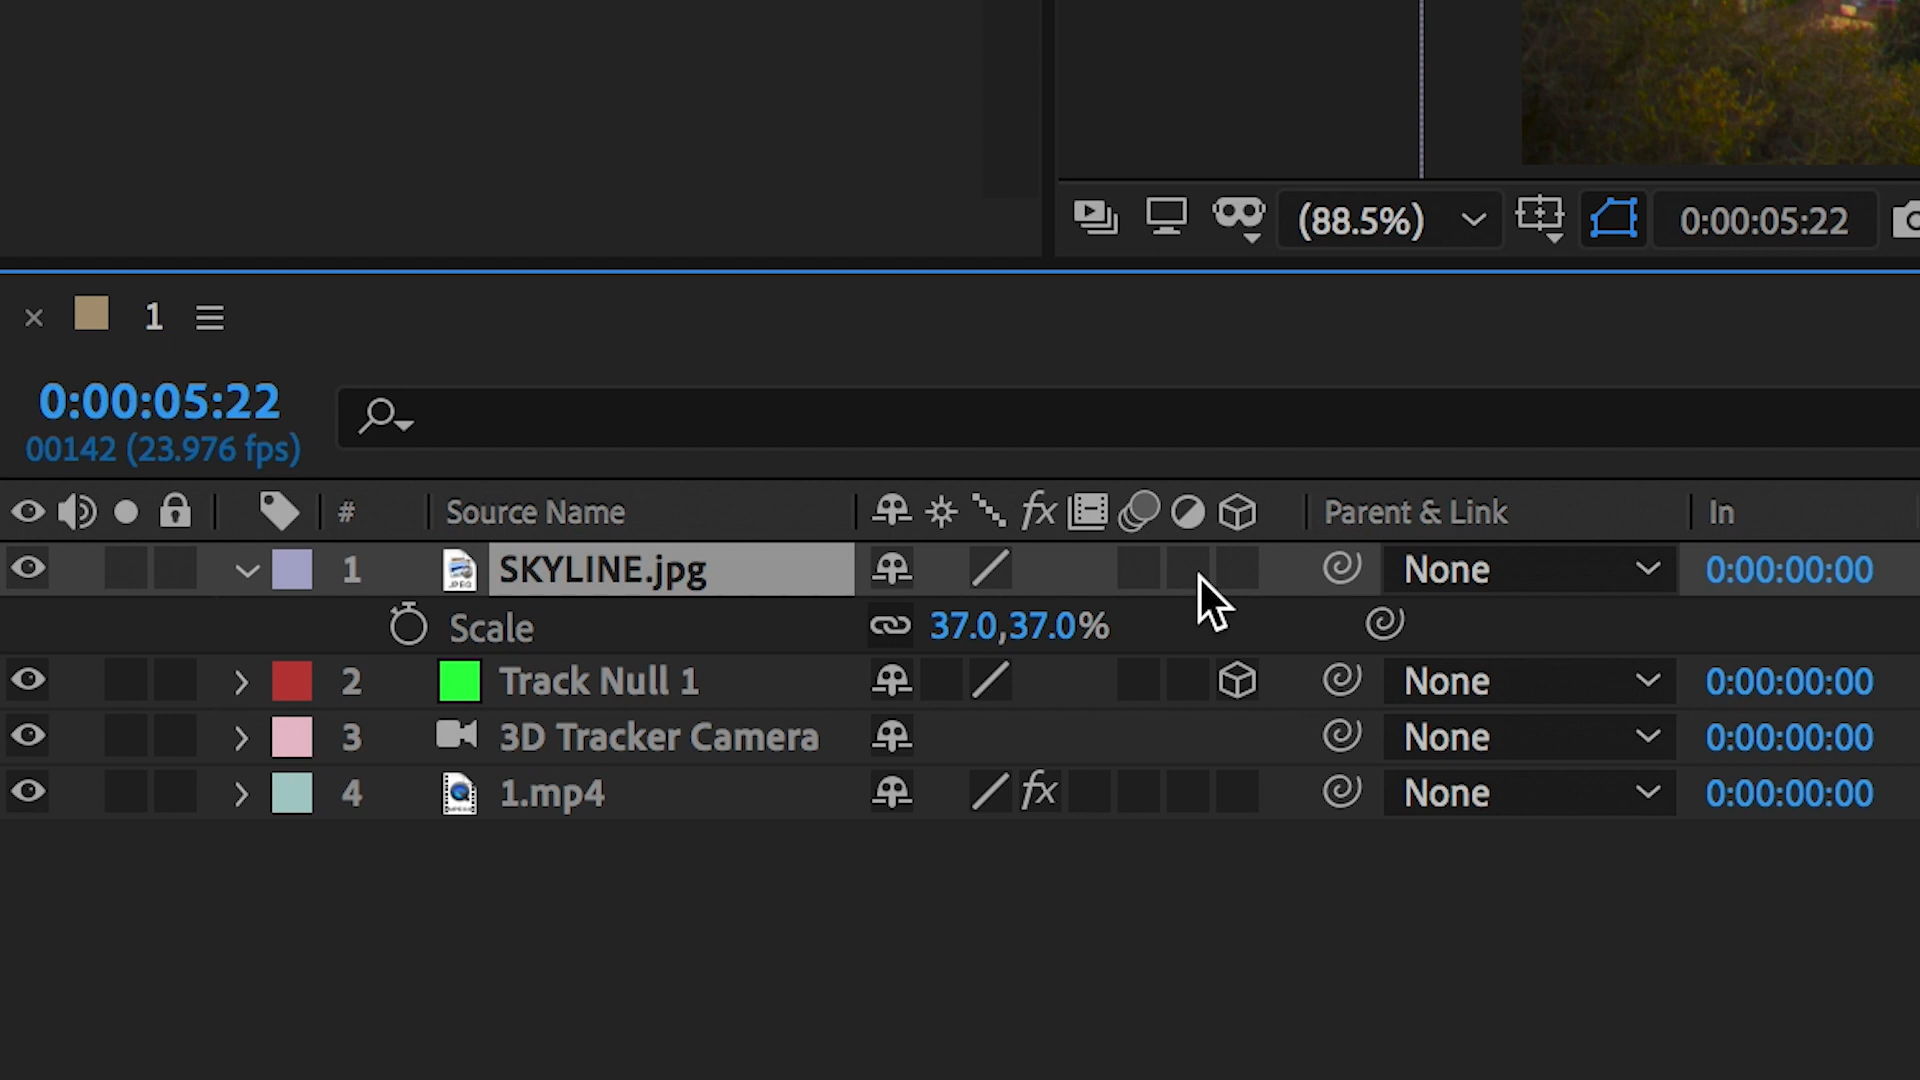 (88.5%) 0:00:05:22
1
0:00:05:22
00142 (23.976 fps)
# Source Name fx Parent & Link In
1 SKYLINE.jpg None 0:00:00:00
Scale 37.0,37.0%
2 Track Null 1 None 0:00:00:00
3 3D Tracker Camera None 0:00:00:00
4 1.mp4 fx None 0:00:00:00